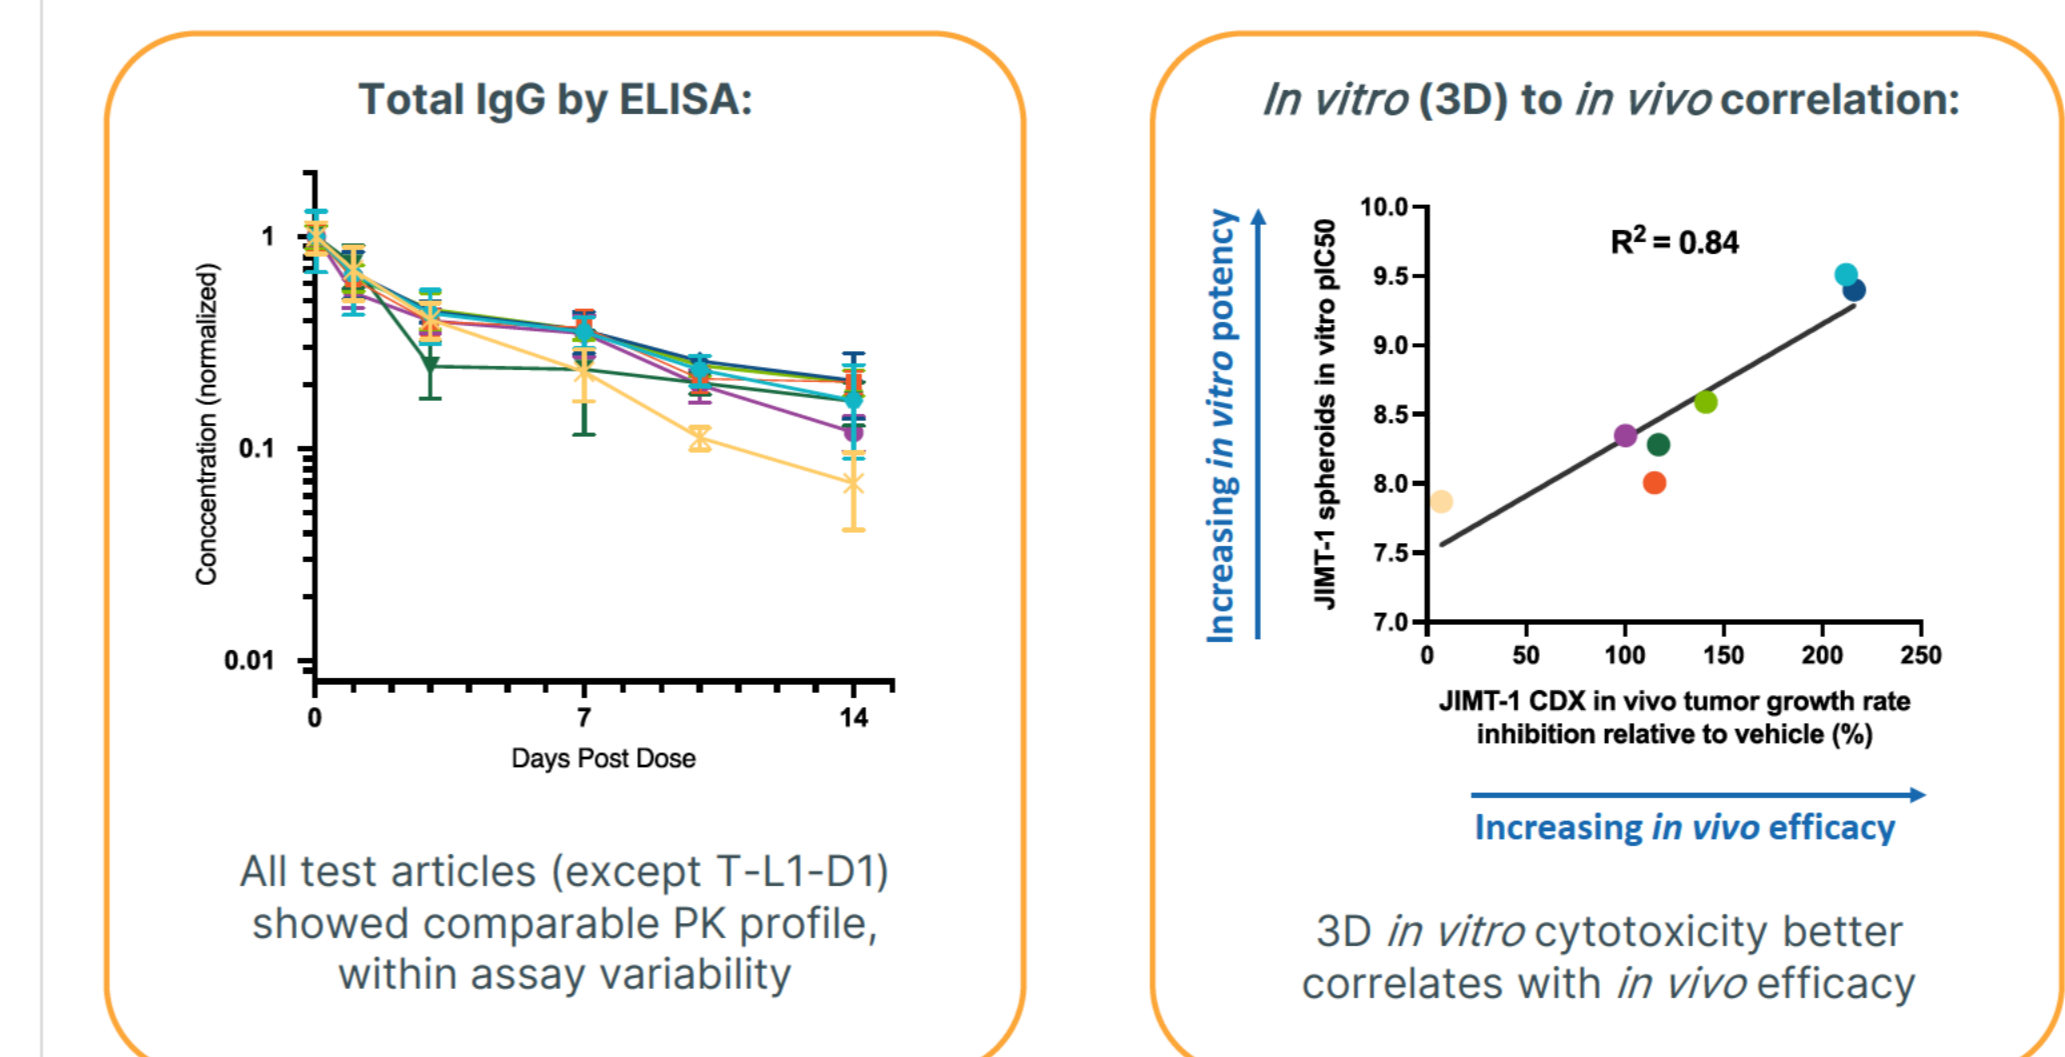 Total IgG by ELISA:
Conccentration (normalized)
1
0.1
0.01
0
7
14
Days Post Dose
All test articles (except T-L1-D1)
showed comparable PK profile,
within assay variability
In vitro (3D) to in vivo correlation:
Increasing in vitro potency
JIMT-1 spheroids in vitro pIC50
10.0
9.5
9.0
8.5
8.0
7.5
7.0
R² = 0.84
0
50
100
150
200
250
JIMT-1 CDX in vivo tumor growth rate
inhibition relative to vehicle (%)
Increasing in vivo efficacy
3D in vitro cytotoxicity better
correlates with in vivo efficacy